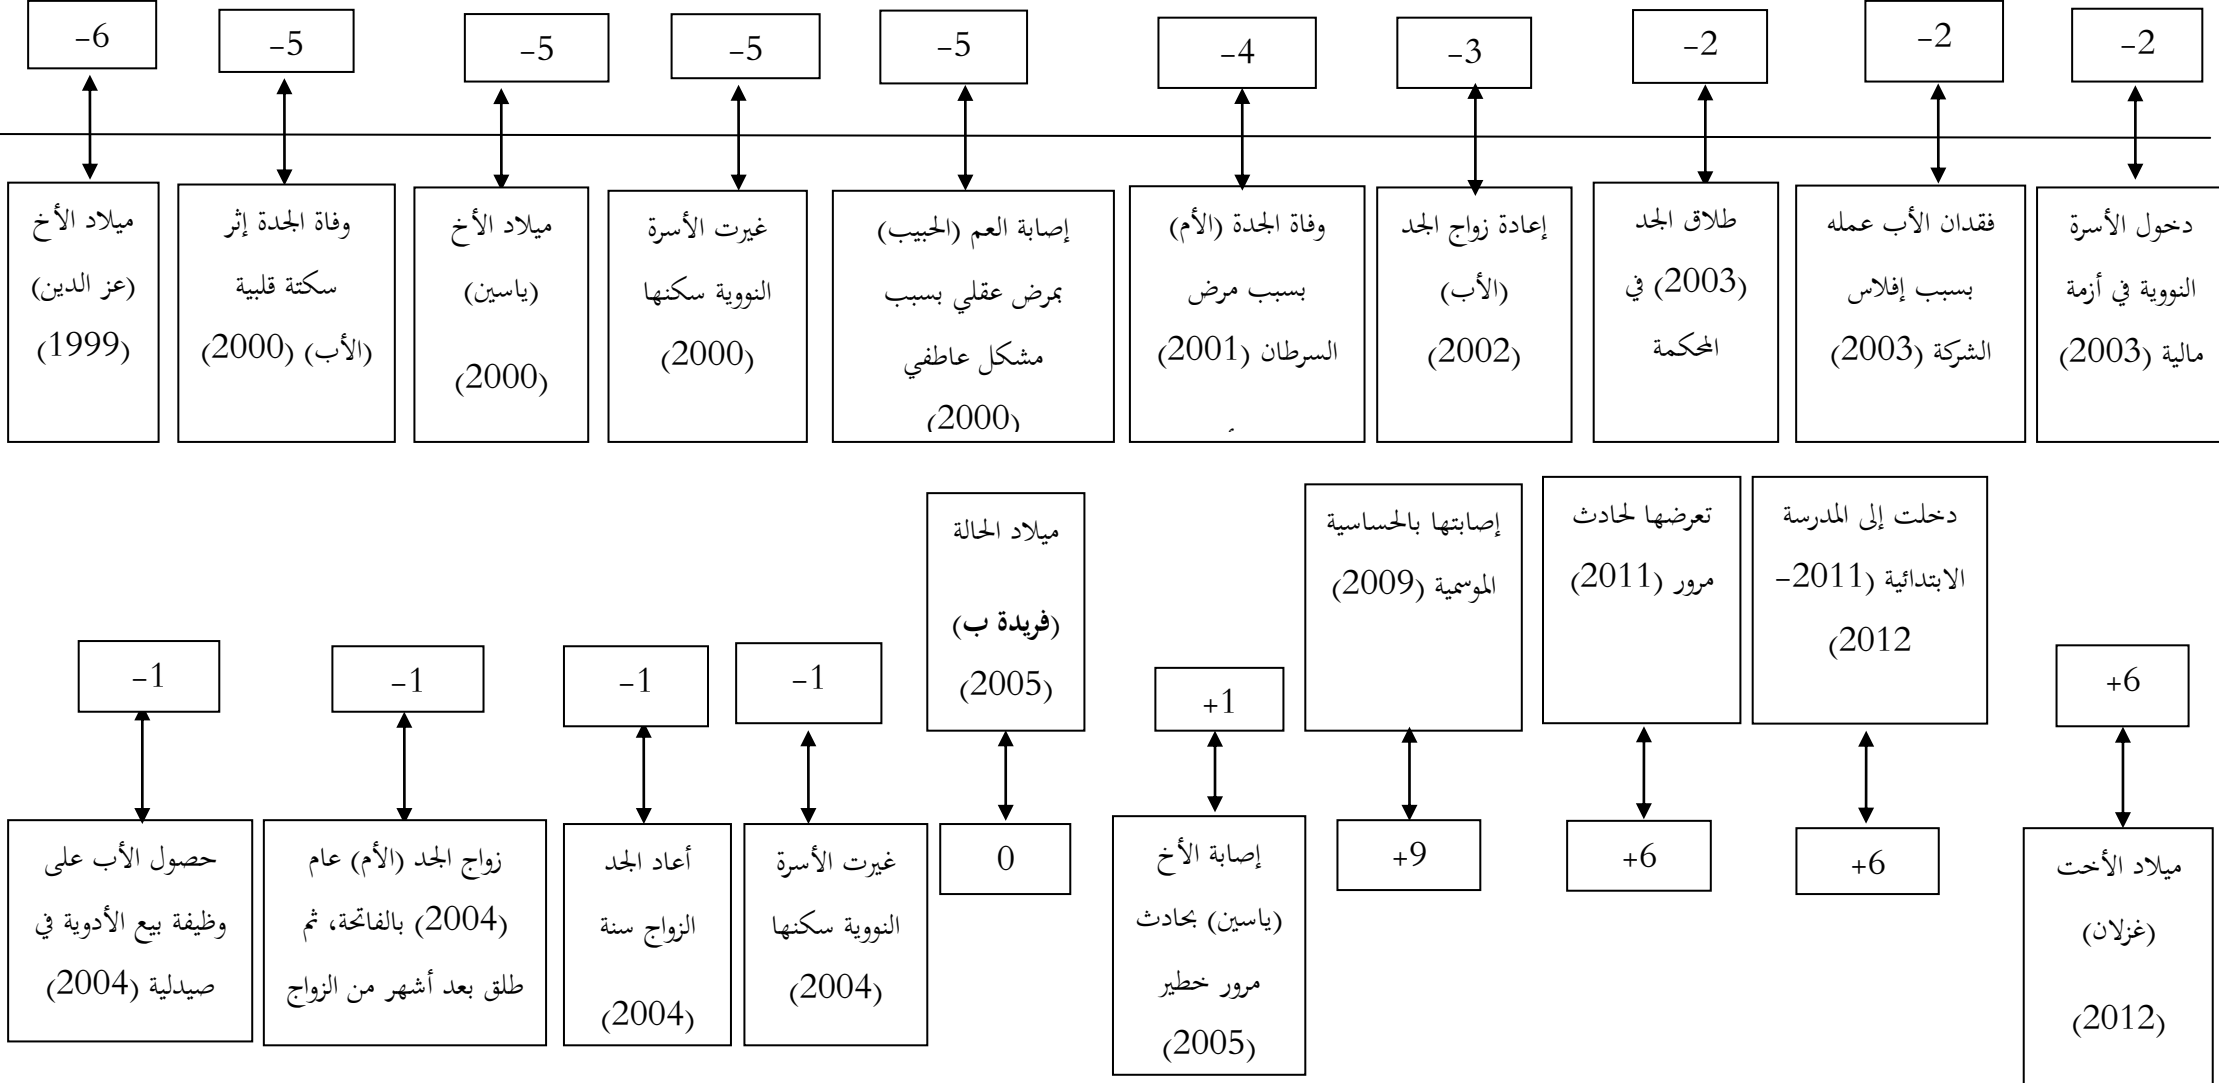 -6
-5
-5
-5
-5
-4
-3
-2
-2
-2
ميلاد الأخ
(عز الدين)
(1999)
وفاة الجدة إثر
سكتة قلبية
(الأب) (2000)
ميلاد الأخ
(ياسين)
(2000)
غيرت الأسرة
النووية سكنها
(2000)
إصابة العم (الحبيب)
بمرض عقلي بسبب
مشكل عاطفي
(2000)
وفاة الجدة (الأم)
بسبب مرض
السرطان (2001)
إعادة زواج الجد
(الأب)
(2002)
طلاق الجد
(2003) في
المحكمة
فقدان الأب عمله
بسبب إفلاس
الشركة (2003)
دخول الأسرة
النووية في أزمة
مالية (2003)
-1
-1
-1
-1
ميلاد الحالة
(فريدة ب)
(2005)
+1
إصابتها بالحساسية
الموسمية (2009)
تعرضها لحادث
مرور (2011)
دخلت إلى المدرسة
الابتدائية (2011-
2012)
+6
حصول الأب على
وظيفة بيع الأدوية في
صيدلية (2004)
زواج الجد (الأم) عام
(2004) بالفاتحة، ثم
طلق بعد أشهر من الزواج
أعاد الجد
الزواج سنة
(2004)
غيرت الأسرة
النووية سكنها
(2004)
0
إصابة الأخ
(ياسين) بحادث
مرور خطير
(2005)
+9
+6
+6
ميلاد الأخت
(غزلان)
(2012)